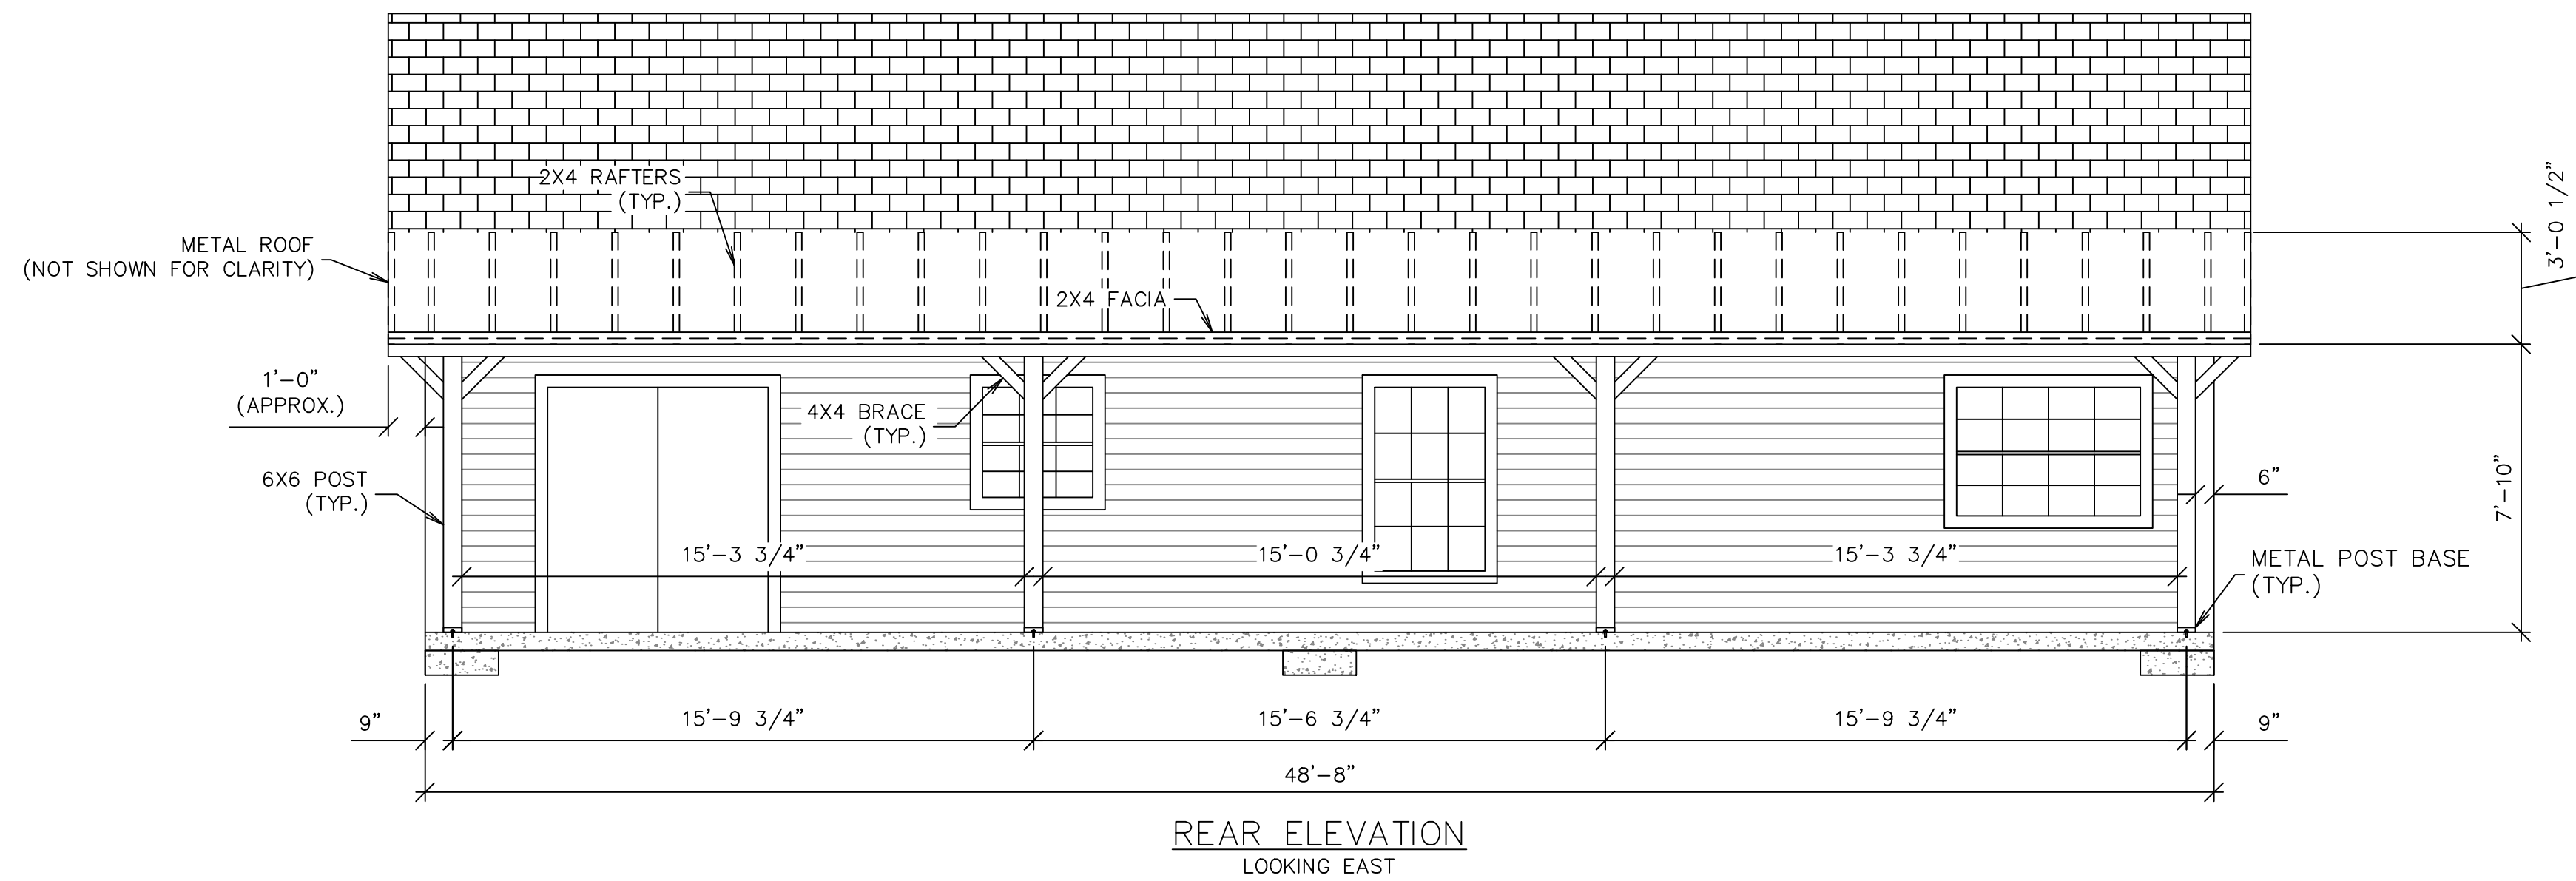 2X4 RAFTERS
(TYP.)
METAL ROOF
(NOT SHOWN FOR CLARITY)
3'-0 1/2"
2X4 FACIA
1'-0"
(APPROX.)
4X4 BRACE
(TYP.)
6X6 POST
(TYP.)
6"
7'-10"
15'-3 3/4"
15'-0 3/4"
15'-3 3/4"
METAL POST BASE
(TYP.)
9"
15'-9 3/4"
15'-6 3/4"
15'-9 3/4"
9"
48'-8"
REAR ELEVATION
LOOKING EAST